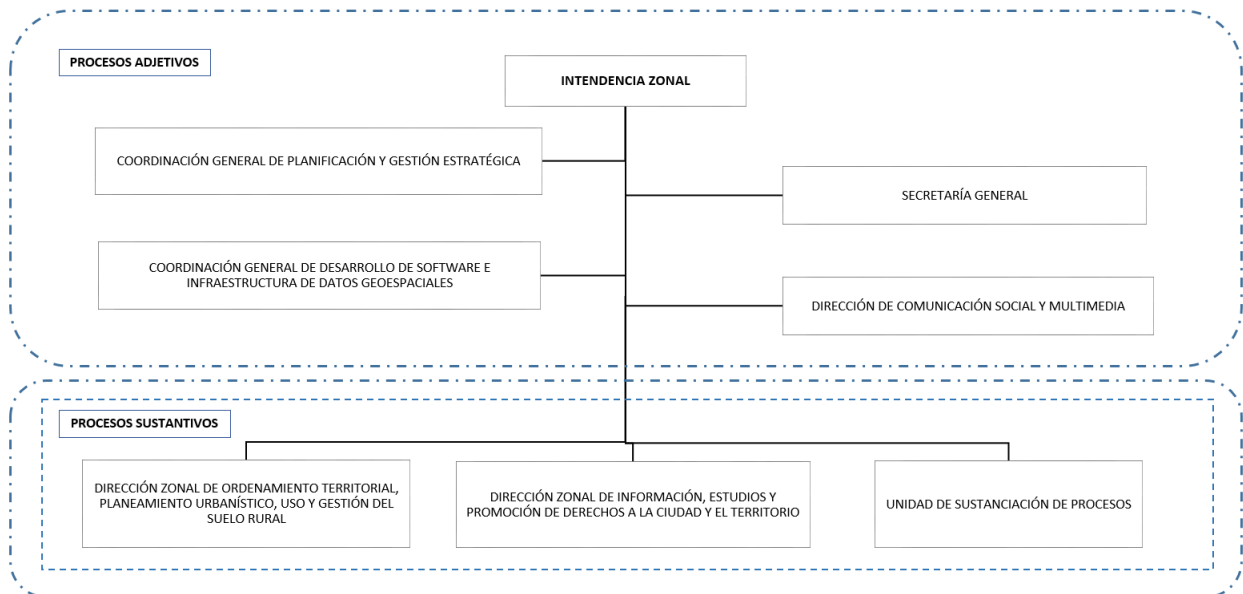 PROCESOS ADJETIVOS
INTENDENCIA ZONAL
COORDINACIÓN GENERAL DE PLANIFICACIÓN Y GESTIÓN ESTRATÉGICA
SECRETARÍA GENERAL
COORDINACIÓN GENERAL DE DESARROLLO DE SOFTWARE E
INFRAESTRUCTURA DE DATOS GEOESPACIALES
DIRECCIÓN DE COMUNICACIÓN SOCIAL Y MULTIMEDIA
PROCESOS SUSTANTIVOS
DIRECCIÓN ZONAL DE ORDENAMIENTO TERRITORIAL,
PLANEAMIENTO URBANÍSTICO, USO Y GESTIÓN DEL
SUELO RURAL
DIRECCIÓN ZONAL DE INFORMACIÓN, ESTUDIOS Y
PROMOCIÓN DE DERECHOS A LA CIUDAD Y EL TERRITORIO
UNIDAD DE SUSTANCIACIÓN DE PROCESOS